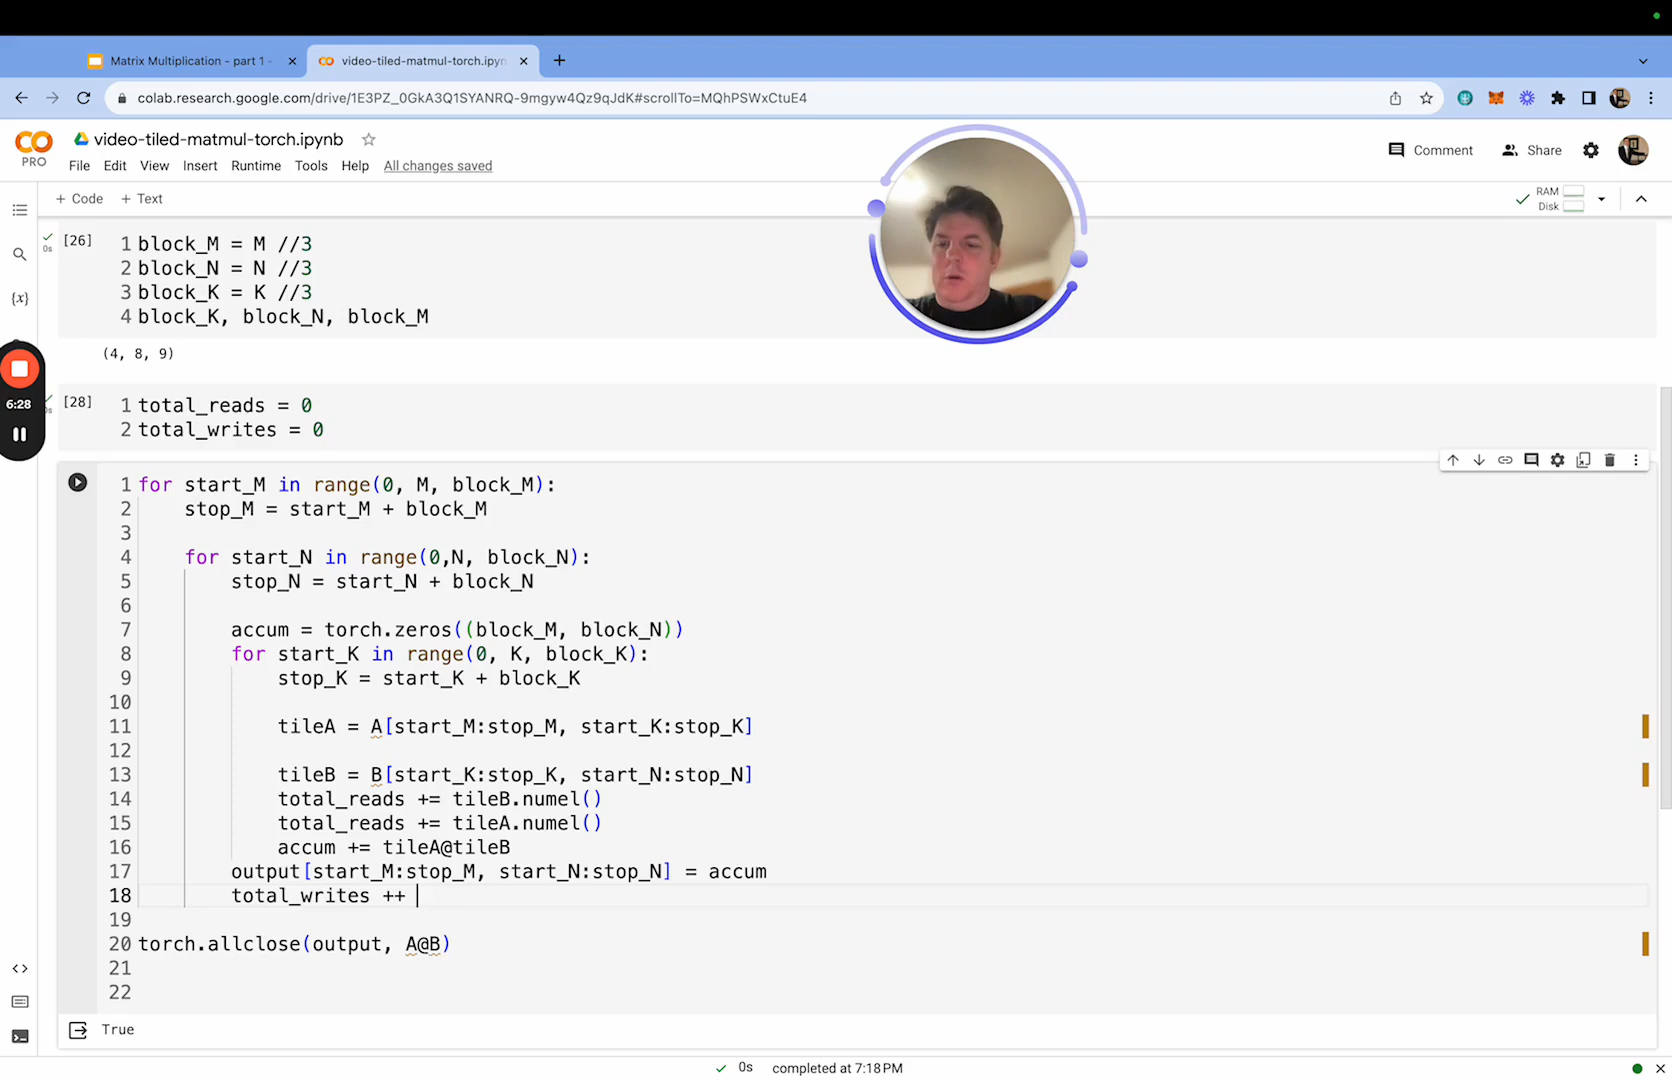 Matrix Multiplication - part 1 -
video-tiled-matmul-torch.ipyn
colab.research.google.com/drive/1E3PZ_0GkA3Q1SYANRQ-9mgyw4Qz9qJdK#scrollTo=MQhPSWxCtuE4
CO
PRO
video-tiled-matmul-torch.ipynb
File Edit View Insert Runtime Tools Help All changes saved
Comment Share
+ Code + Text
RAM
Disk
[26]
0s
1 block_M = M //3
2 block_N = N //3
3 block_K = K //3
4 block_K, block_N, block_M
(4, 8, 9)
6:28
[28]
0s
1 total_reads = 0
2 total_writes = 0
1 for start_M in range(0, M, block_M):
2 stop_M = start_M + block_M
3
4 for start_N in range(0,N, block_N):
5 stop_N = start_N + block_N
6
7 accum = torch.zeros((block_M, block_N))
8 for start_K in range(0, K, block_K):
9 stop_K = start_K + block_K
10
11 tileA = A[start_M:stop_M, start_K:stop_K]
12
13 tileB = B[start_K:stop_K, start_N:stop_N]
14 total_reads += tileB.numel()
15 total_reads += tileA.numel()
16 accum += tileA@tileB
17 output[start_M:stop_M, start_N:stop_N] = accum
18 total_writes ++
19
20 torch.allclose(output, A@B)
21
22
True
0s completed at 7:18 PM